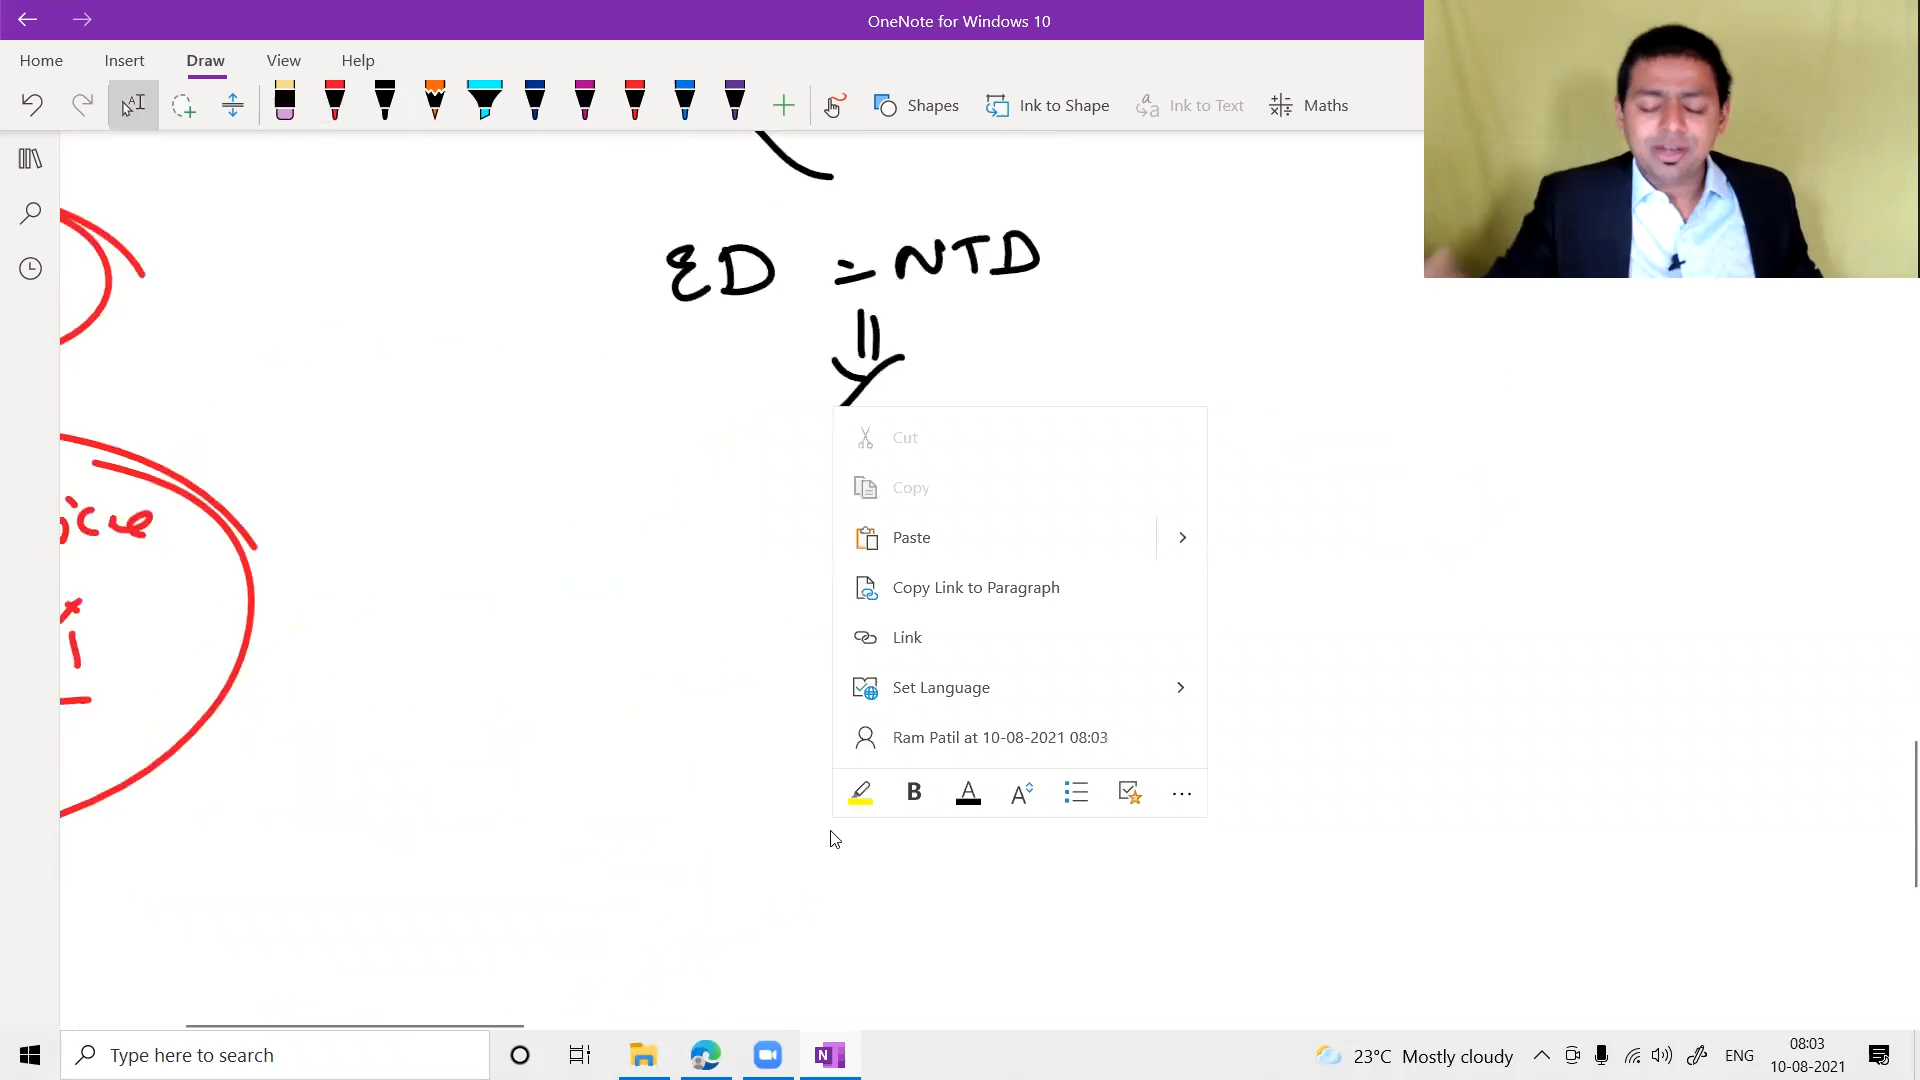 OneNote for Windows 10
Home Insert Draw View Help
Shapes Ink to Shape Ink to Text Maths
ED = NTD
Cut
Copy
Paste
Copy Link to Paragraph
Link
Set Language
Ram Patil at 10-08-2021 08:03
B A A
Type here to search
23°C Mostly cloudy
ENG
08:03
10-08-2021